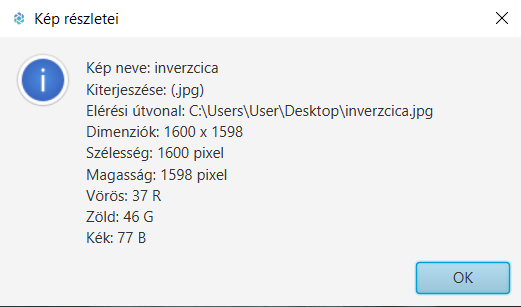 Kép részletei
Kép neve: inverzcica
Kiterjeszése: (.jpg)
Elérési útvonal: C:\Users\User\Desktop\inverzcica.jpg
Dimenziók: 1600 x 1598
Szélesség: 1600 pixel
Magasság: 1598 pixel
Vörös: 37 R
Zöld: 46 G
Kék: 77 B
OK